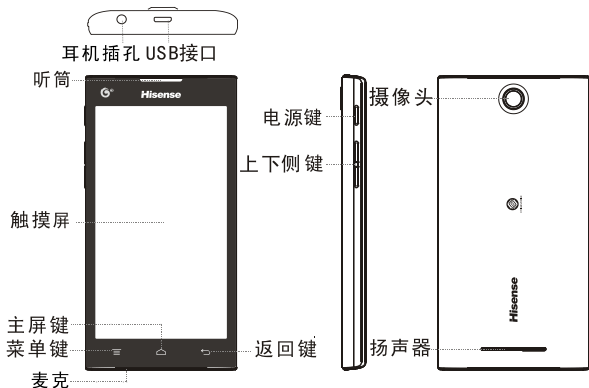 耳机插孔 USB接口
听筒
Hisense
电源键
上下侧键
触摸屏
主屏键
菜单键
返回键
麦克
摄像头
Hisense
扬声器